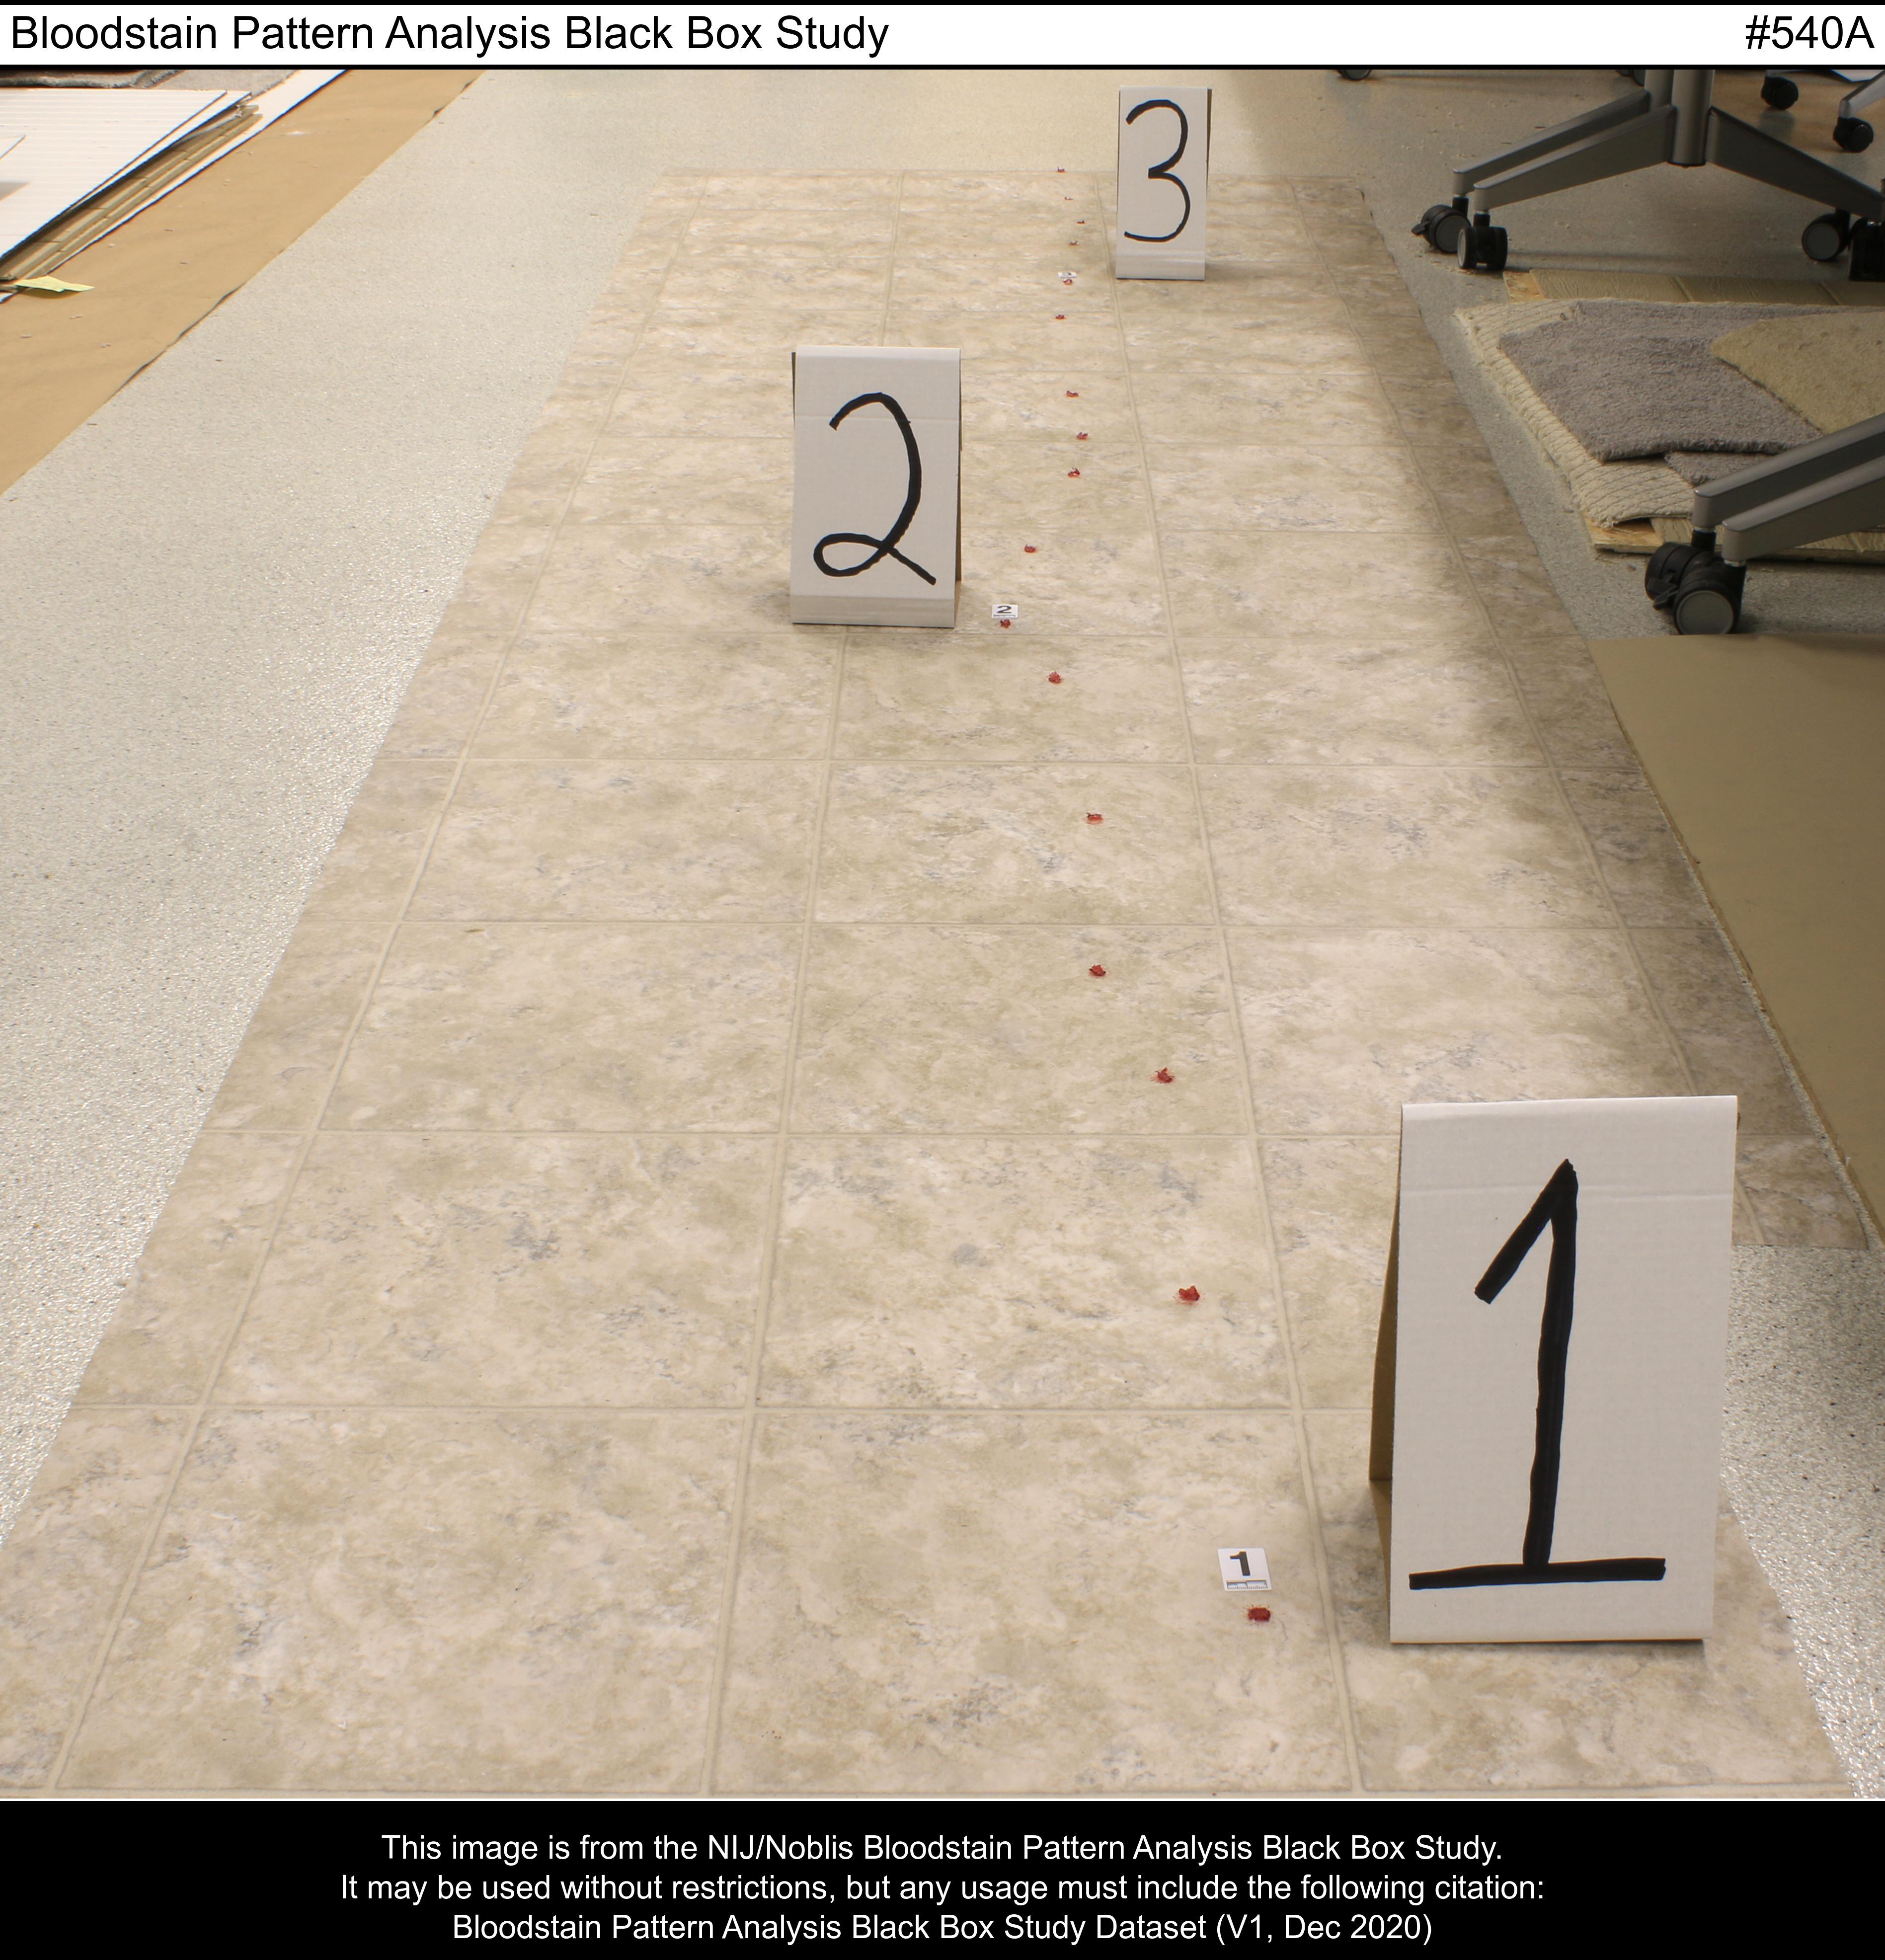 Bloodstain Pattern Analysis Black Box Study #540A
3
2
2
1
1
This image is from the NIJ/Noblis Bloodstain Pattern Analysis Black Box Study.
It may be used without restrictions, but any usage must include the following citation:
Bloodstain Pattern Analysis Black Box Study Dataset (V1, Dec 2020)